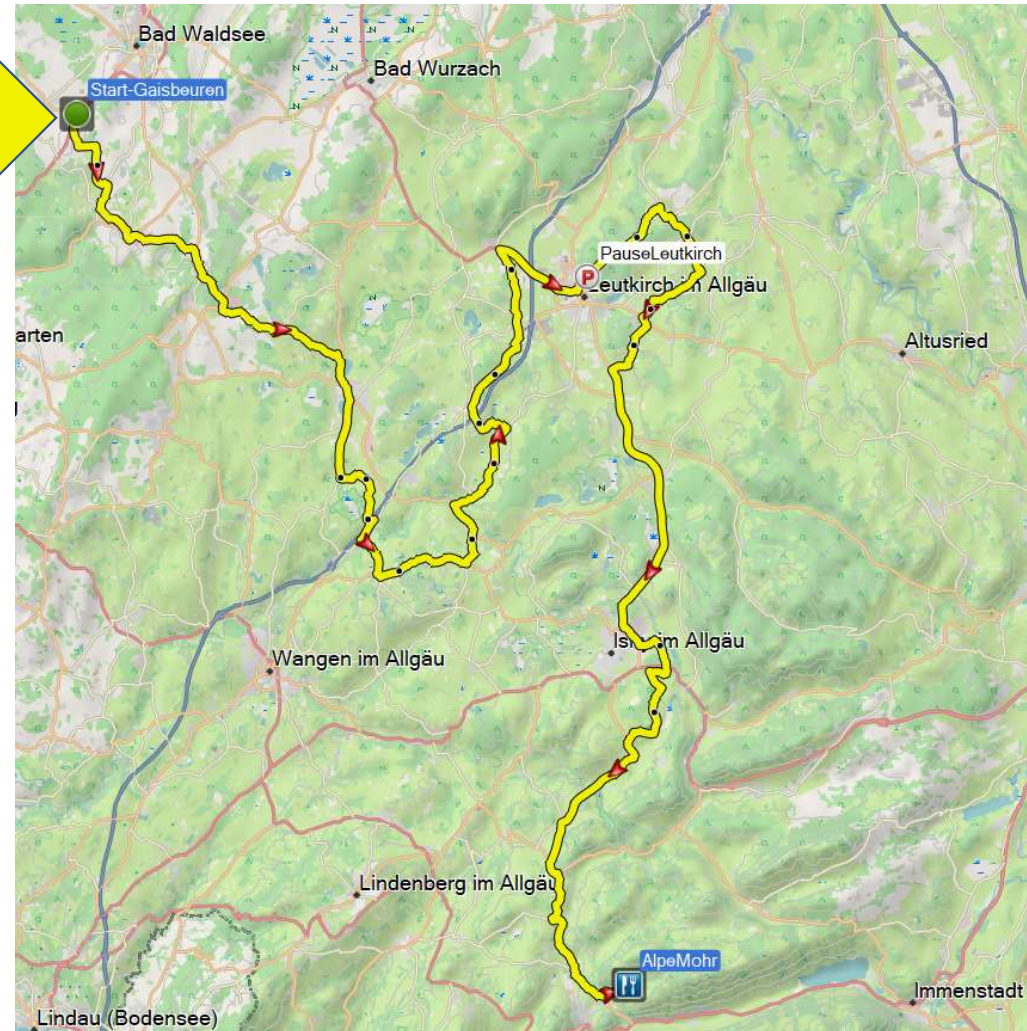 Bad Waldsee
Bad Wurzach
Start-Gaisbeuren
PauseLeutkirch
P
Leutkirch im Allgäu
arten
Altusried
im Allgäu
Wangen im Allgäu
Lindenberg im Allgäu
AlpeMohr
Immenstadt
Lindau (Bodensee)